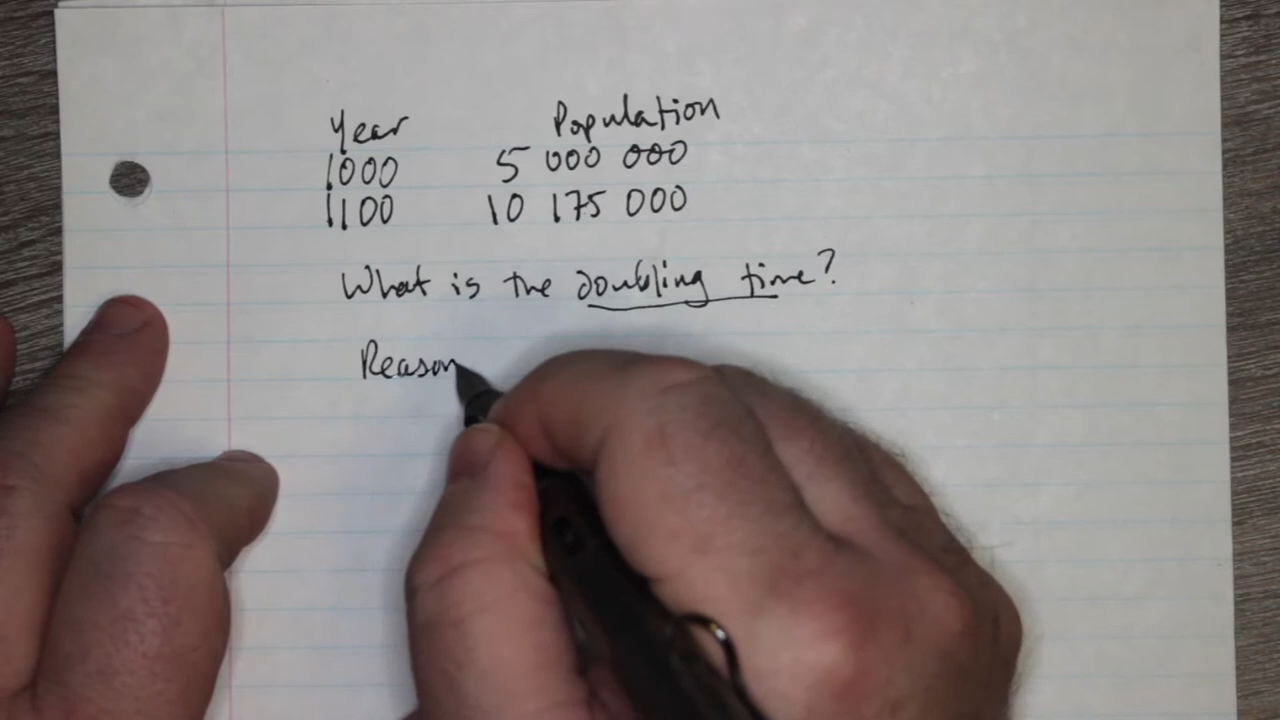 Year Population
1000 5 000 000
1100 10 175 000
What is the doubling time?
Reason